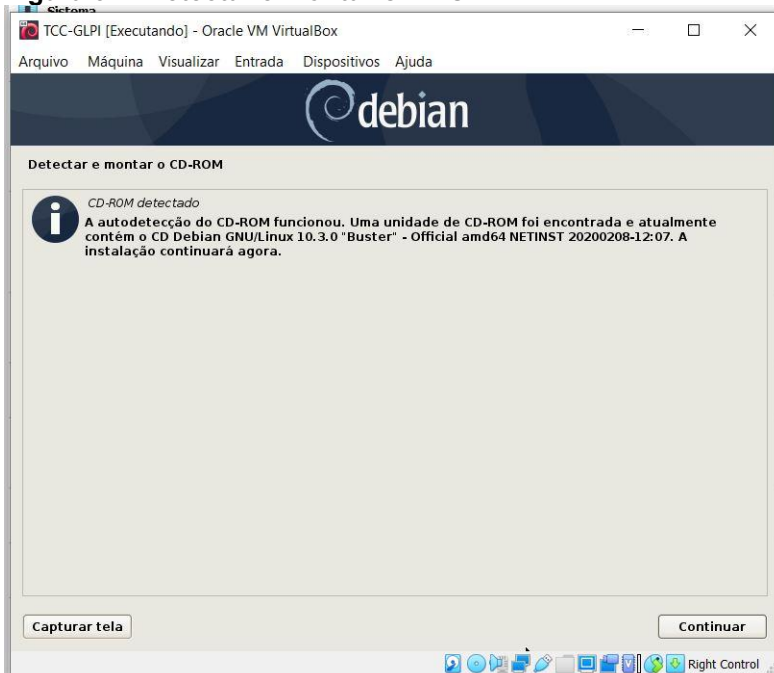 Sistema
TCC-GLPI [Executando] - Oracle VM VirtualBox
Arquivo Máquina Visualizar Entrada Dispositivos Ajuda
debian
Detectar e montar o CD-ROM
CD-ROM detectado
A autodetecção do CD-ROM funcionou. Uma unidade de CD-ROM foi encontrada e atualmente
contém o CD Debian GNU/Linux 10.3.0 "Buster" - Official amd64 NETINST 20200208-12:07. A
instalação continuará agora.
Capturar tela
Continuar
Right Control